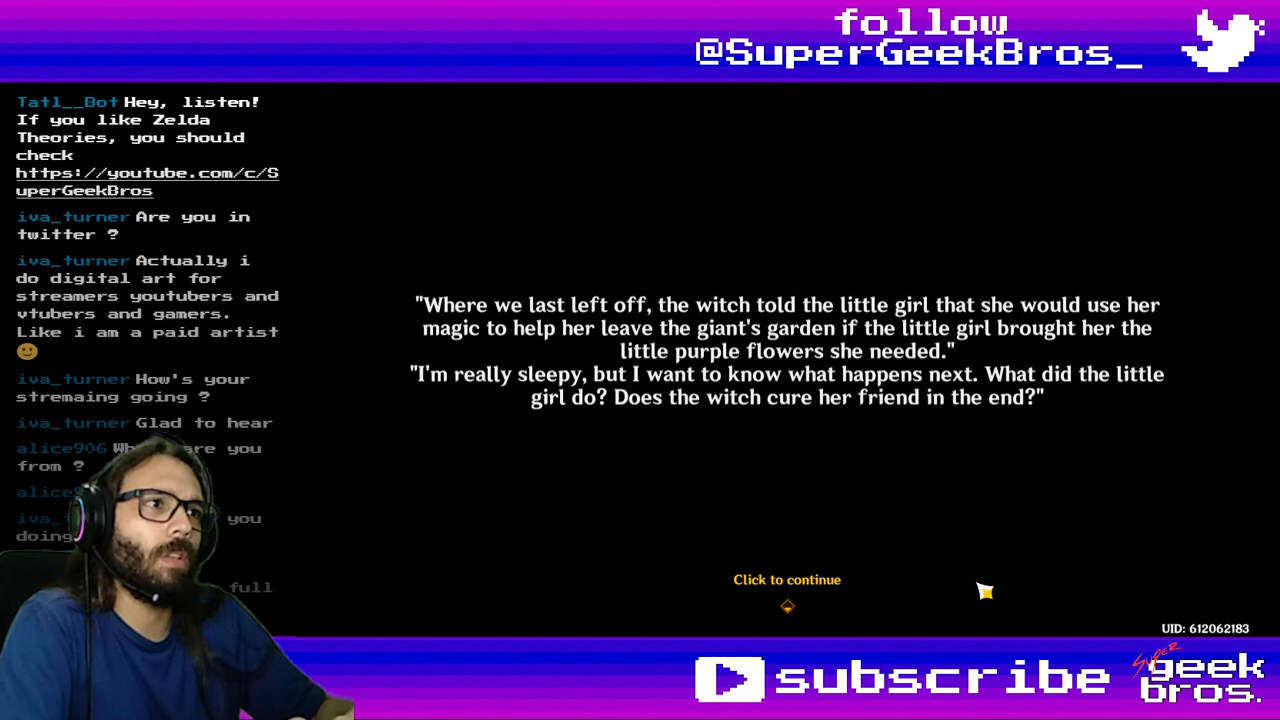 follow
@SuperGeekBros_
Tatl__Bot Hey, listen!
If you like Zelda
Theories, you should
check
https://youtube.com/c/S
uperGeekBros
iva_turner Are you in
twitter ?
iva_turner Actually i
do digital art for
streamers youtubers and
vtubers and gamers.
Like i am a paid artist
iva_turner How's your
stremaing going ?
iva_turner Glad to hear
alice906 are you
from ?
you
doing
full
"Where we last left off, the witch told the little girl that she would use her
magic to help her leave the giant's garden if the little girl brought her the
little purple flowers she needed."
"I'm really sleepy, but I want to know what happens next. What did the little
girl do? Does the witch cure her friend in the end?"
Click to continue
UID: 612062183
subscribe
SUPER
geek
bros.